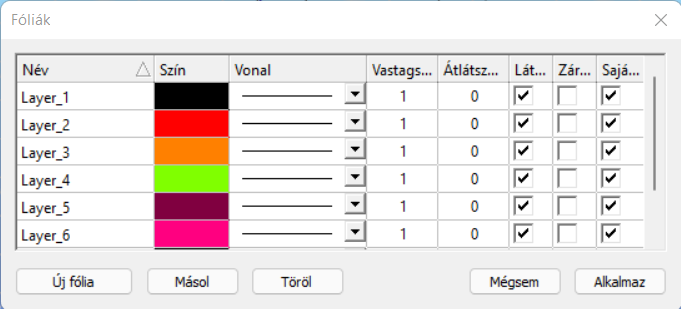 Fóliák
Név Szín Vonal Vastags... Átlátsz... Lát... Zár... Sajá...
Layer_1 1 0
Layer_2 1 0
Layer_3 1 0
Layer_4 1 0
Layer_5 1 0
Layer_6 1 0
Új fólia Másol Töröl Mégsem Alkalmaz